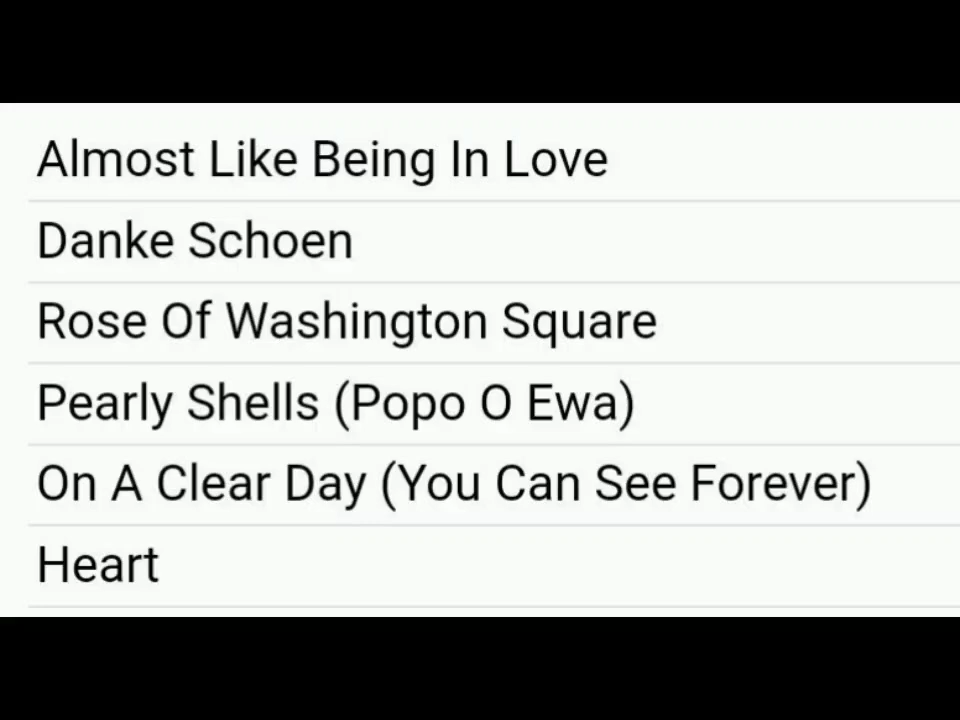 Almost Like Being In Love
Danke Schoen
Rose Of Washington Square
Pearly Shells (Popo O Ewa)
On A Clear Day (You Can See Forever)
Heart